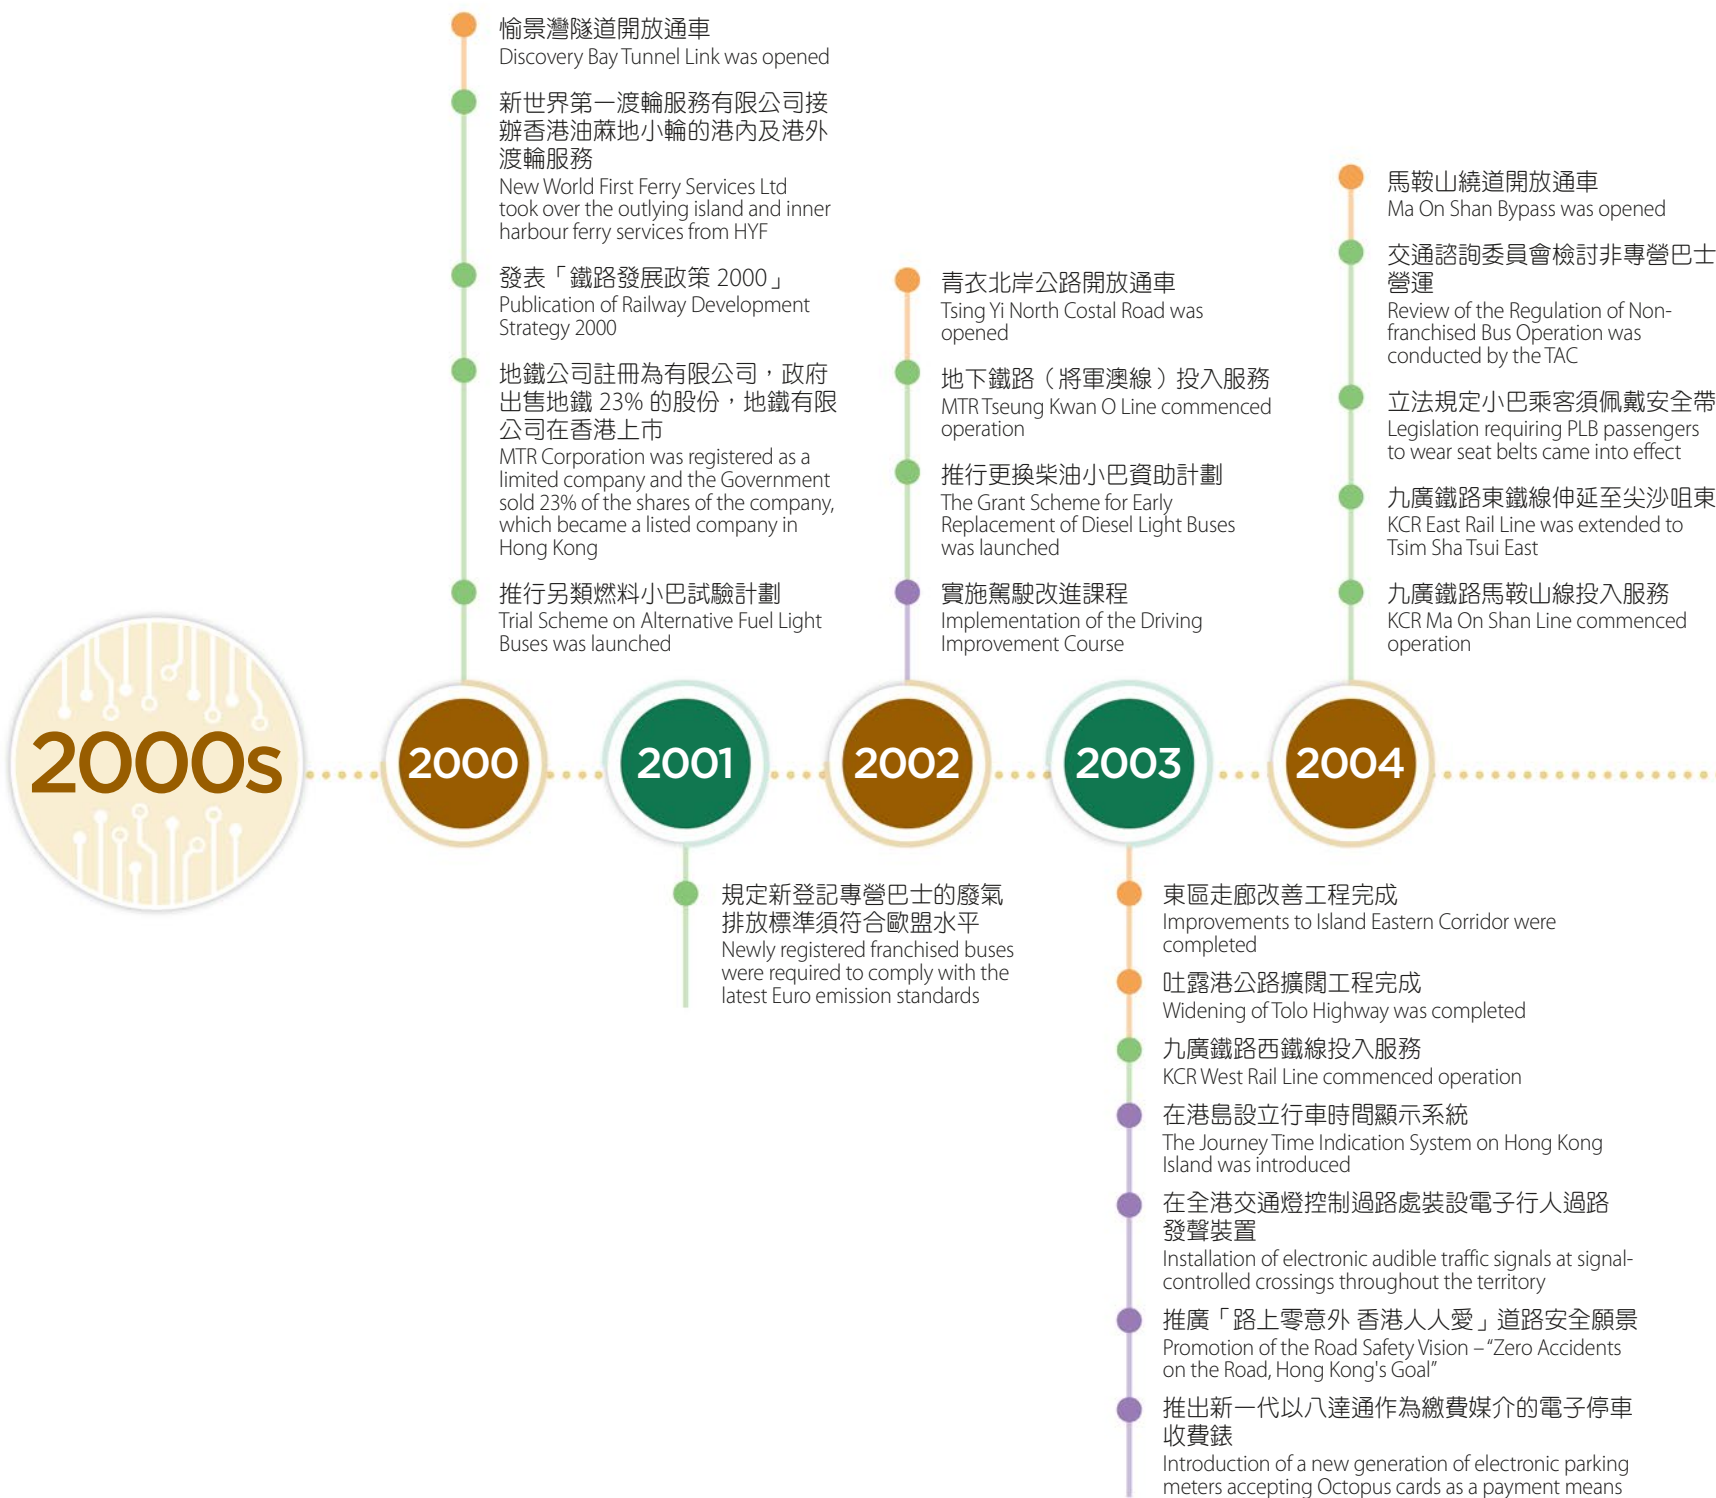 2000s
2000
愉景灣隧道開放通車
Discovery Bay Tunnel Link was opened
新世界第一渡輪服務有限公司接
辦香港油蔴地小輪的港內及港外
渡輪服務
New World First Ferry Services Ltd
took over the outlying island and inner
harbour ferry services from HYF
發表「鐵路發展政策 2000」
Publication of Railway Development
Strategy 2000
地鐵公司註冊為有限公司，政府
出售地鐵 23% 的股份，地鐵有限
公司在香港上市
MTR Corporation was registered as a
limited company and the Government
sold 23% of the shares of the company,
which became a listed company in
Hong Kong
推行另類燃料小巴試驗計劃
Trial Scheme on Alternative Fuel Light
Buses was launched
2001
規定新登記專營巴士的廢氣
排放標準須符合歐盟水平
Newly registered franchised buses
were required to comply with the
latest Euro emission standards
2002
青衣北岸公路開放通車
Tsing Yi North Costal Road was
opened
地下鐵路（將軍澳線）投入服務
MTR Tseung Kwan O Line commenced
operation
推行更換柴油小巴資助計劃
The Grant Scheme for Early
Replacement of Diesel Light Buses
was launched
實施駕駛改進課程
Implementation of the Driving
Improvement Course
2003
東區走廊改善工程完成
Improvements to Island Eastern Corridor were
completed
吐露港公路擴闊工程完成
Widening of Tolo Highway was completed
九廣鐵路西鐵線投入服務
KCR West Rail Line commenced operation
在港島設立行車時間顯示系統
The Journey Time Indication System on Hong Kong
Island was introduced
在全港交通燈控制過路處裝設電子行人過路
發聲裝置
Installation of electronic audible traffic signals at signal-
controlled crossings throughout the territory
推廣「路上零意外 香港人人愛」道路安全願景
Promotion of the Road Safety Vision – “Zero Accidents
on the Road, Hong Kong's Goal”
推出新一代以八達通作為繳費媒介的電子停車
收費錶
Introduction of a new generation of electronic parking
meters accepting Octopus cards as a payment means
2004
馬鞍山繞道開放通車
Ma On Shan Bypass was opened
交通諮詢委員會檢討非專營巴士
營運
Review of the Regulation of Non-
franchised Bus Operation was
conducted by the TAC
立法規定小巴乘客須佩戴安全帶
Legislation requiring PLB passengers
to wear seat belts came into effect
九廣鐵路東鐵線伸延至尖沙咀東
KCR East Rail Line was extended to
Tsim Sha Tsui East
九廣鐵路馬鞍山線投入服務
KCR Ma On Shan Line commenced
operation